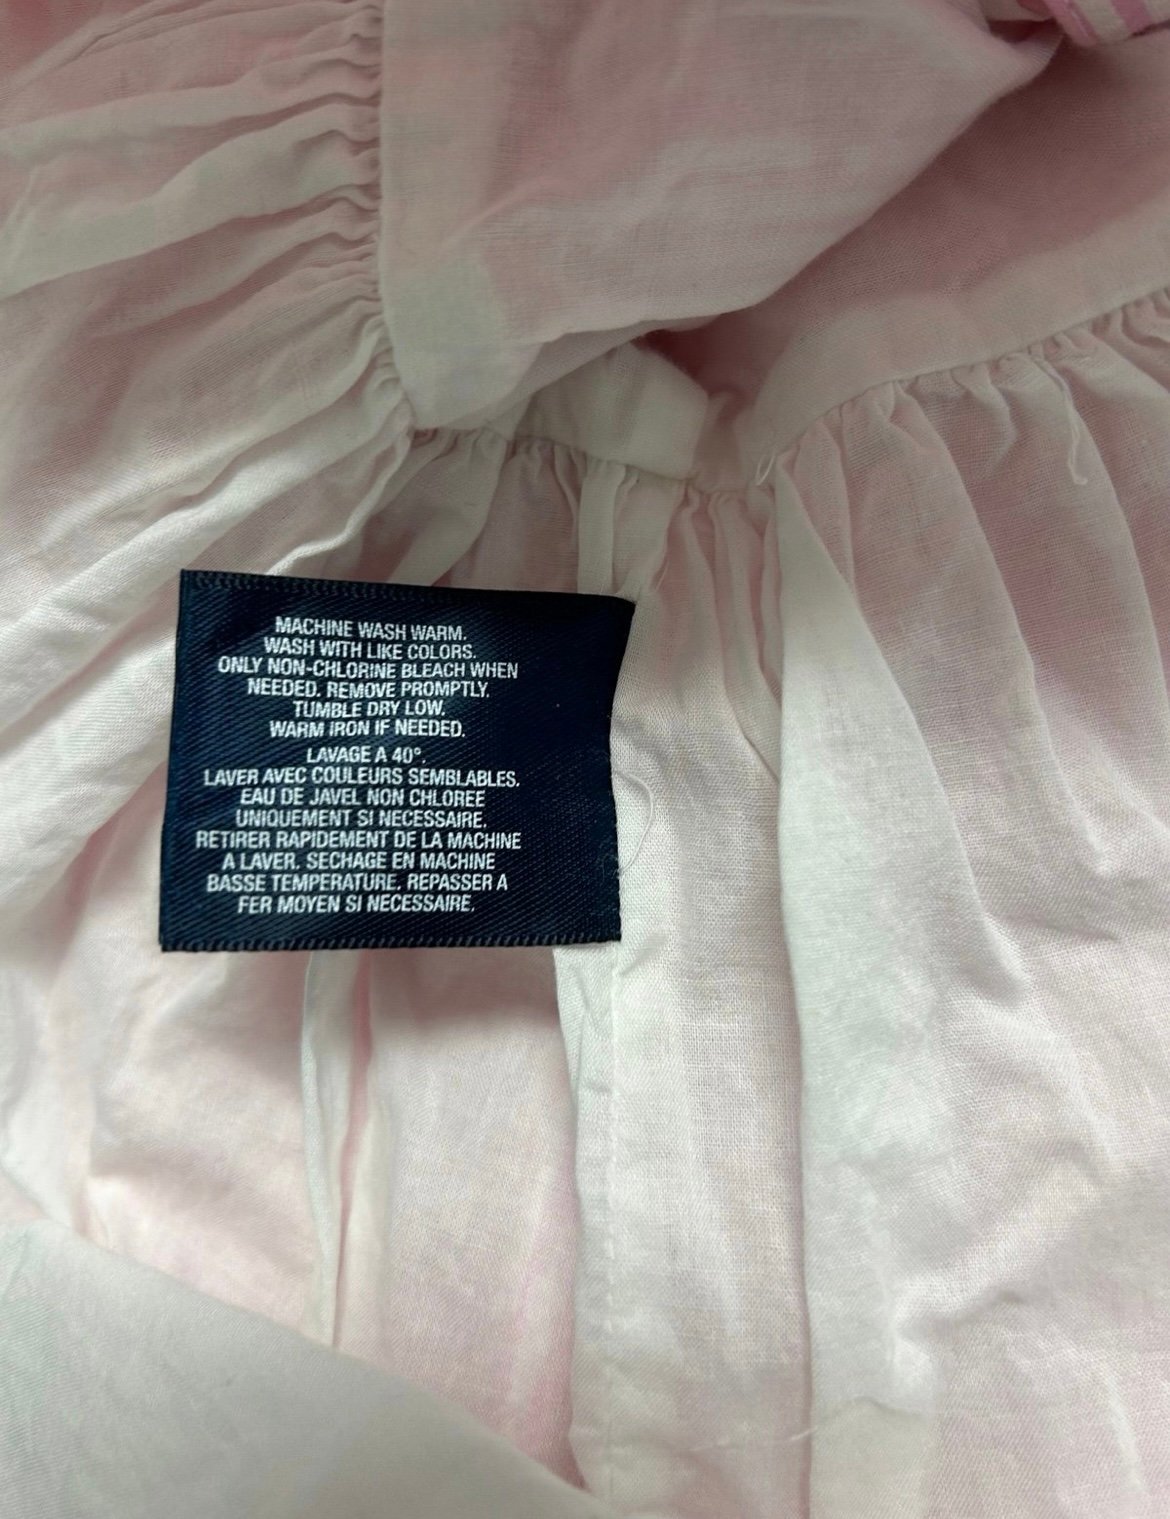 MACHINE WASH WARM.
WASH WITH LIKE COLORS.
ONLY NON-CHLORINE BLEACH WHEN
NEEDED. REMOVE PROMPTLY.
TUMBLE DRY LOW.
WARM IRON IF NEEDED.
LAVAGE A 40°.
LAVER AVEC COULEURS SEMBLABLES.
EAU DE JAVEL NON CHLOREE
UNIQUEMENT SI NECESSAIRE.
RETIRER RAPIDEMENT DE LA MACHINE
A LAVER. SECHAGE EN MACHINE
BASSE TEMPERATURE. REPASSER A
FER MOYEN SI NECESSAIRE.